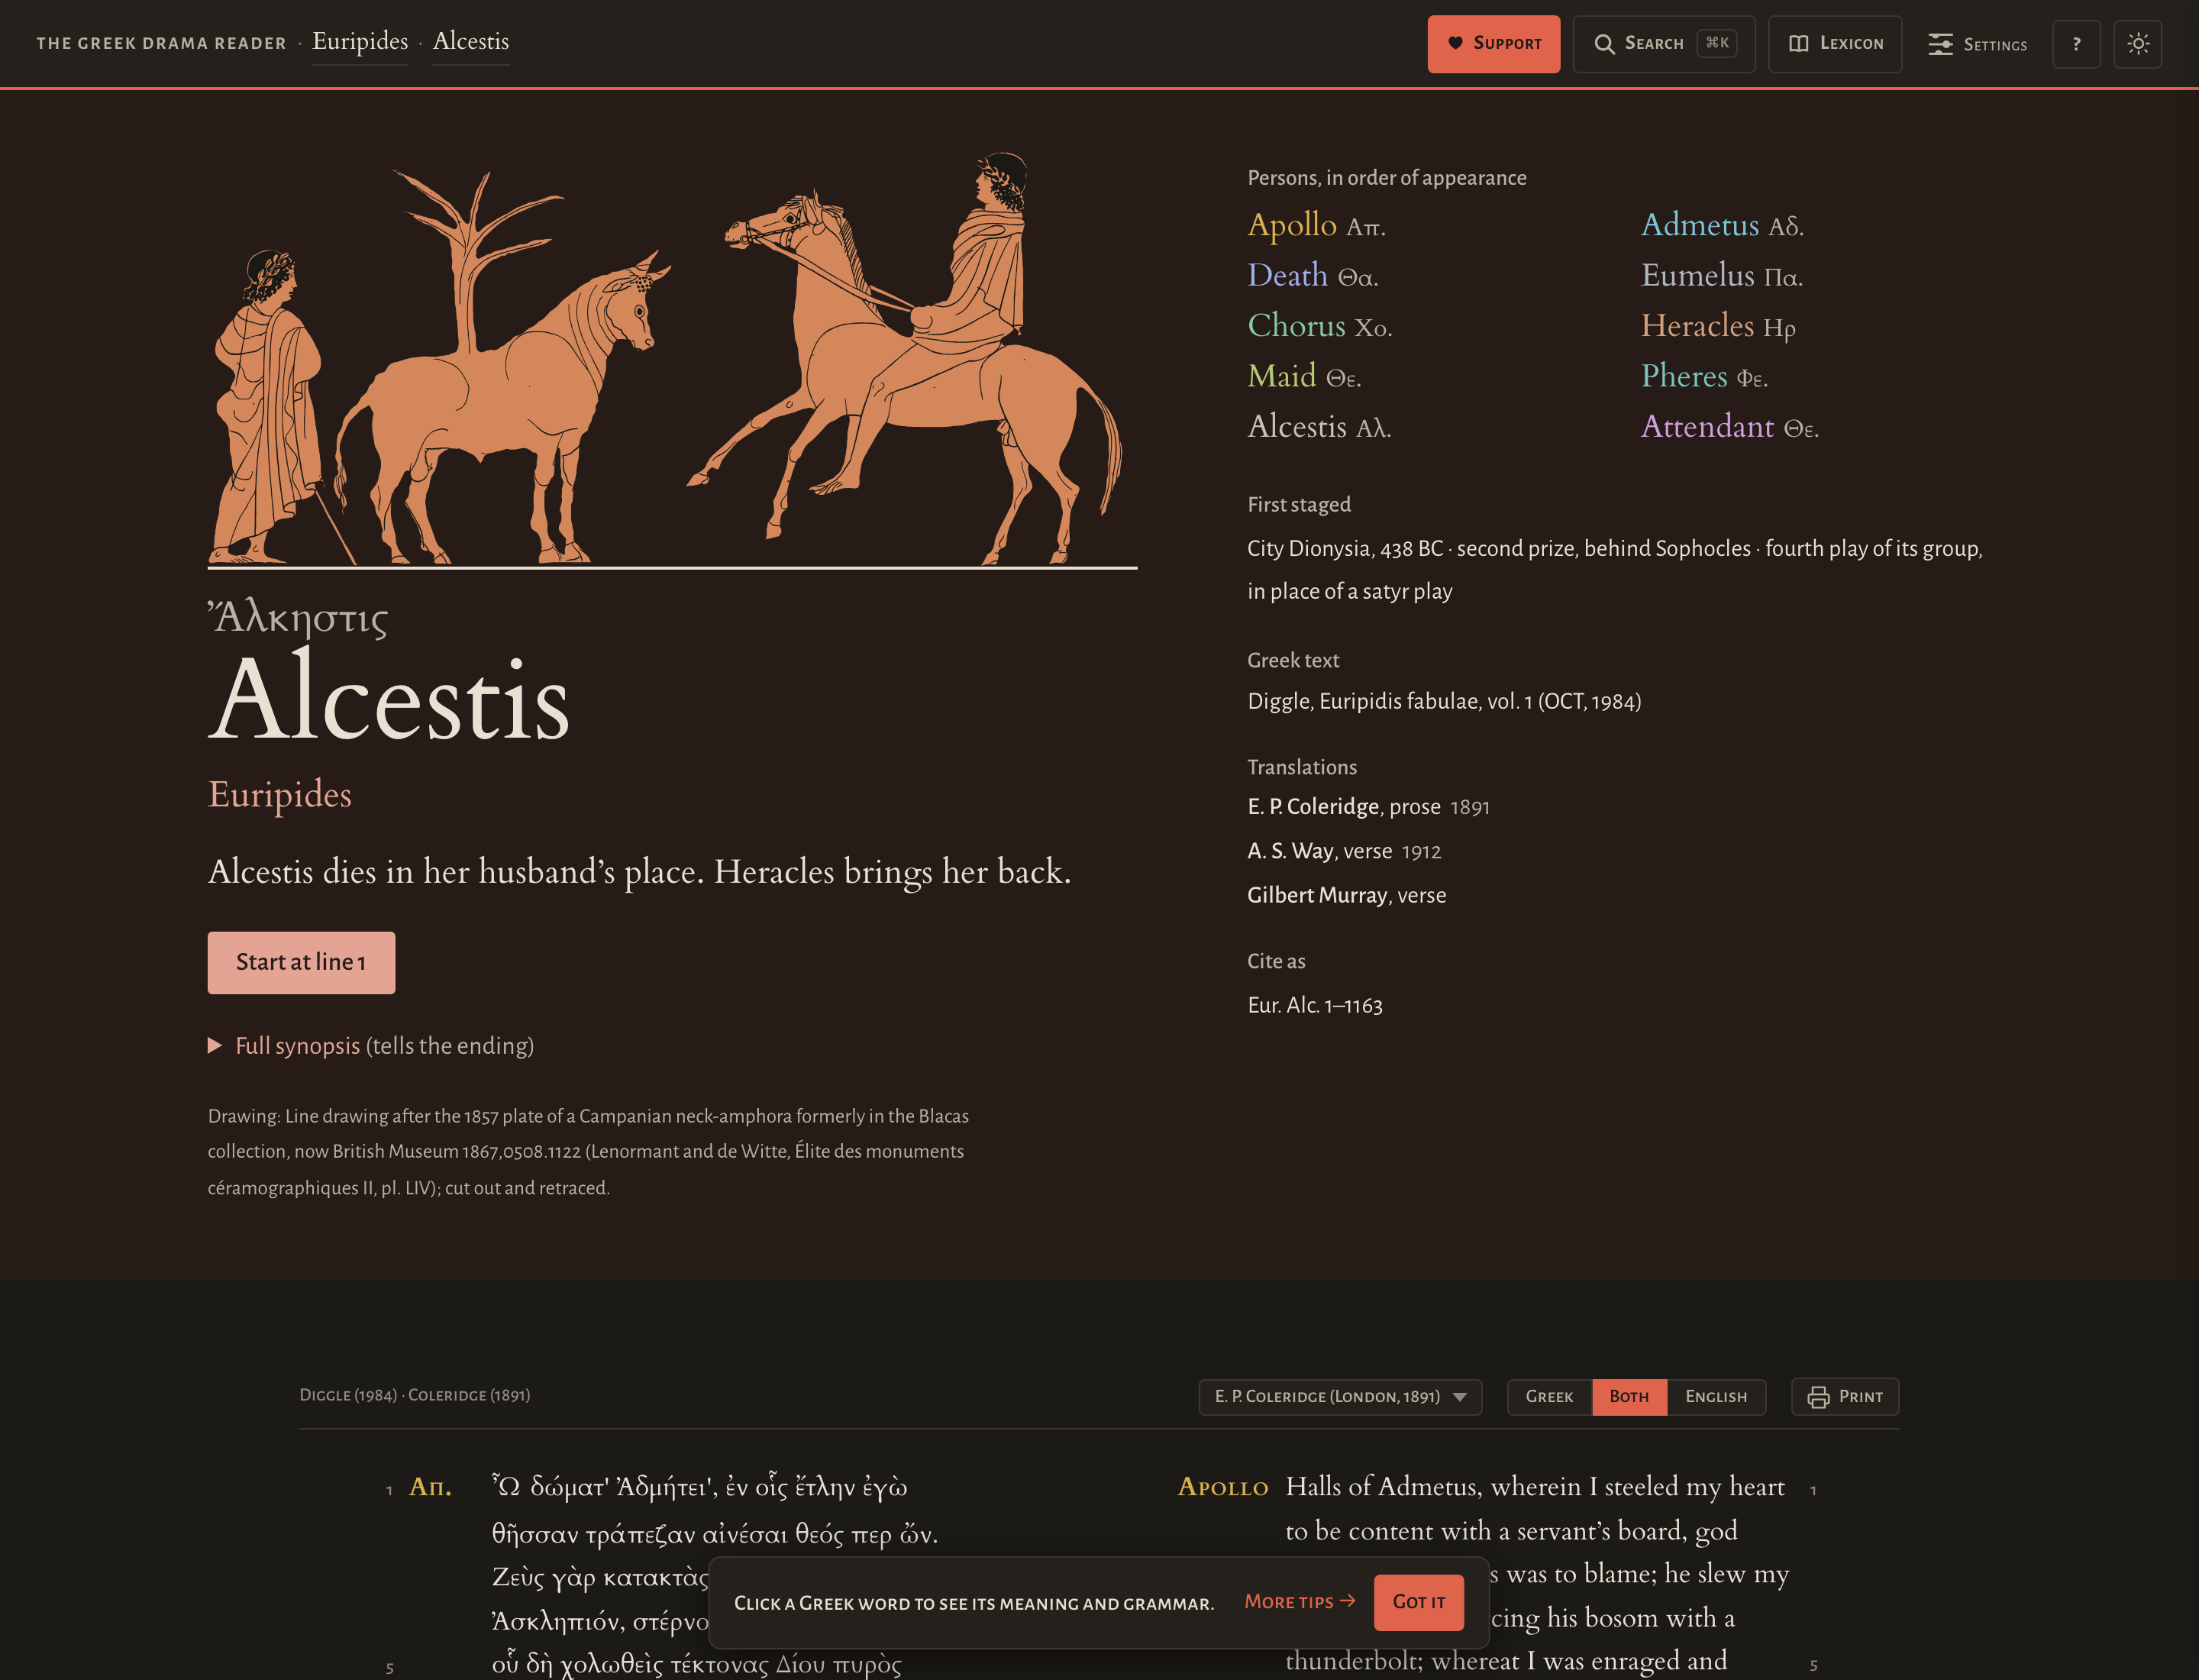 THE GREEK DRAMA READER · Euripides · Alcestis
Support
Search ⌘K
Lexicon
Settings
?
Persons, in order of appearance
Apollo Απ.
Death Θα.
Chorus Χο.
Maid Θε.
Alcestis Αλ.
Admetus Αδ.
Eumelus Πα.
Heracles Ηρ
Pheres Φε.
Attendant Θε.
First staged
City Dionysia, 438 BC · second prize, behind Sophocles · fourth play of its group,
in place of a satyr play
Greek text
Diggle, Euripidis fabulae, vol. 1 (OCT, 1984)
Translations
E. P. Coleridge, prose 1891
A. S. Way, verse 1912
Gilbert Murray, verse
Cite as
Eur. Alc. 1–1163
Ἄλκηστις
Alcestis
Euripides
Alcestis dies in her husband’s place. Heracles brings her back.
Start at line 1
Full synopsis (tells the ending)
Drawing: Line drawing after the 1857 plate of a Campanian neck-amphora formerly in the Blacas
collection, now British Museum 1867,0508.1122 (Lenormant and de Witte, Élite des monuments
céramographiques II, pl. LIV); cut out and retraced.
Diggle (1984) · Coleridge (1891)
E. P. Coleridge (London, 1891)
Greek
Both
English
Print
1 Απ. Ὦ δώματ' Ἀδμήτει', ἐν οἷς ἔτλην ἐγὼ
θῆσσαν τράπεζαν αἰνέσαι θεός περ ὤν.
Ζεὺς γὰρ κατακτὰς
Ἀσκληπιόν, στέρνο
5 οὗ δὴ χολωθεὶς τέκτονας Δίου πυρὸς
Apollo Halls of Admetus, wherein I steeled my heart 1
to be content with a servant’s board, god
s was to blame; he slew my
cing his bosom with a
thunderbolt; whereat I was enraged and 5
Click a Greek word to see its meaning and grammar.
More tips →
Got it